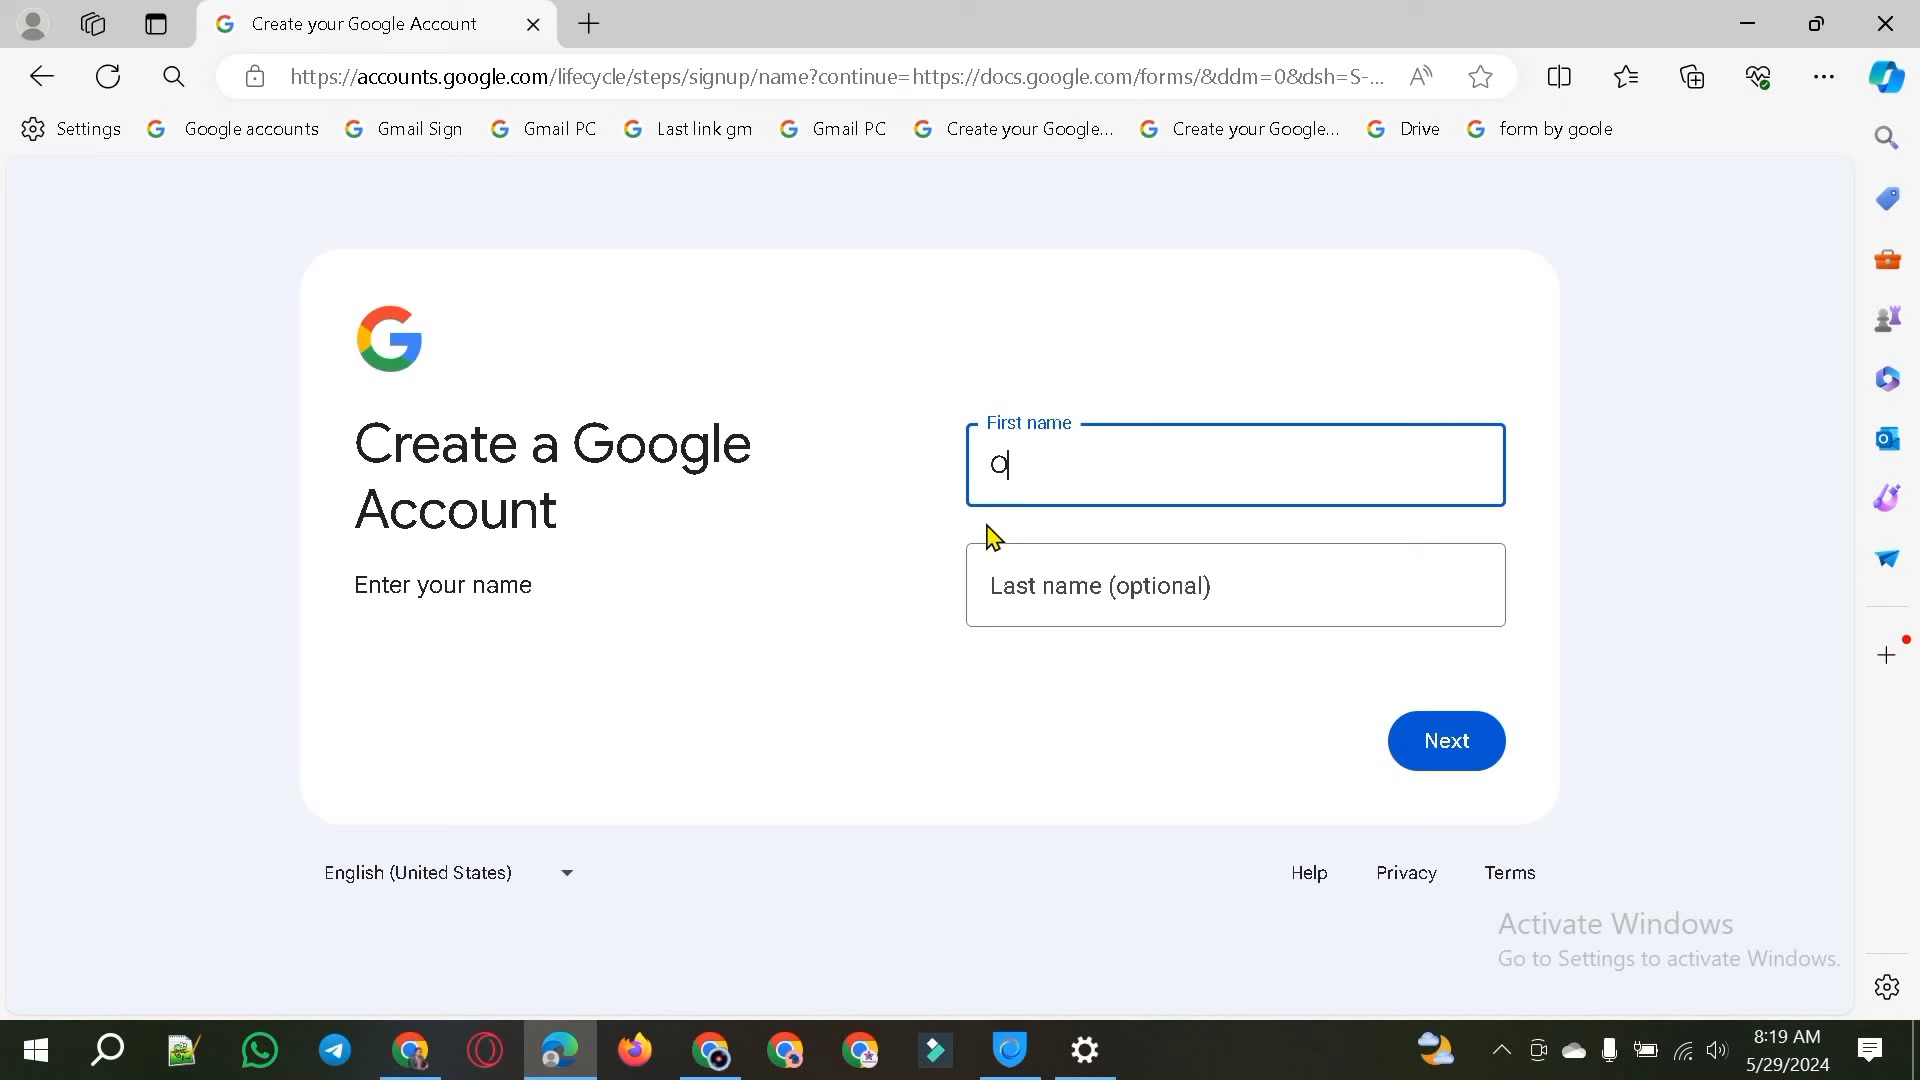 Create your Google Account
https://accounts.google.com/lifecycle/steps/signup/name?continue=https://docs.google.com/forms/&ddm=0&dsh=S-...
Settings Google accounts Gmail Sign Gmail PC Last link gm Gmail PC Create your Google... Create your Google... Drive form by goole
Create a Google
Account
Enter your name
First name
O
Last name (optional)
Next
English (United States)
Help Privacy Terms
Activate Windows
Go to Settings to activate Windows.
8:19 AM
5/29/2024